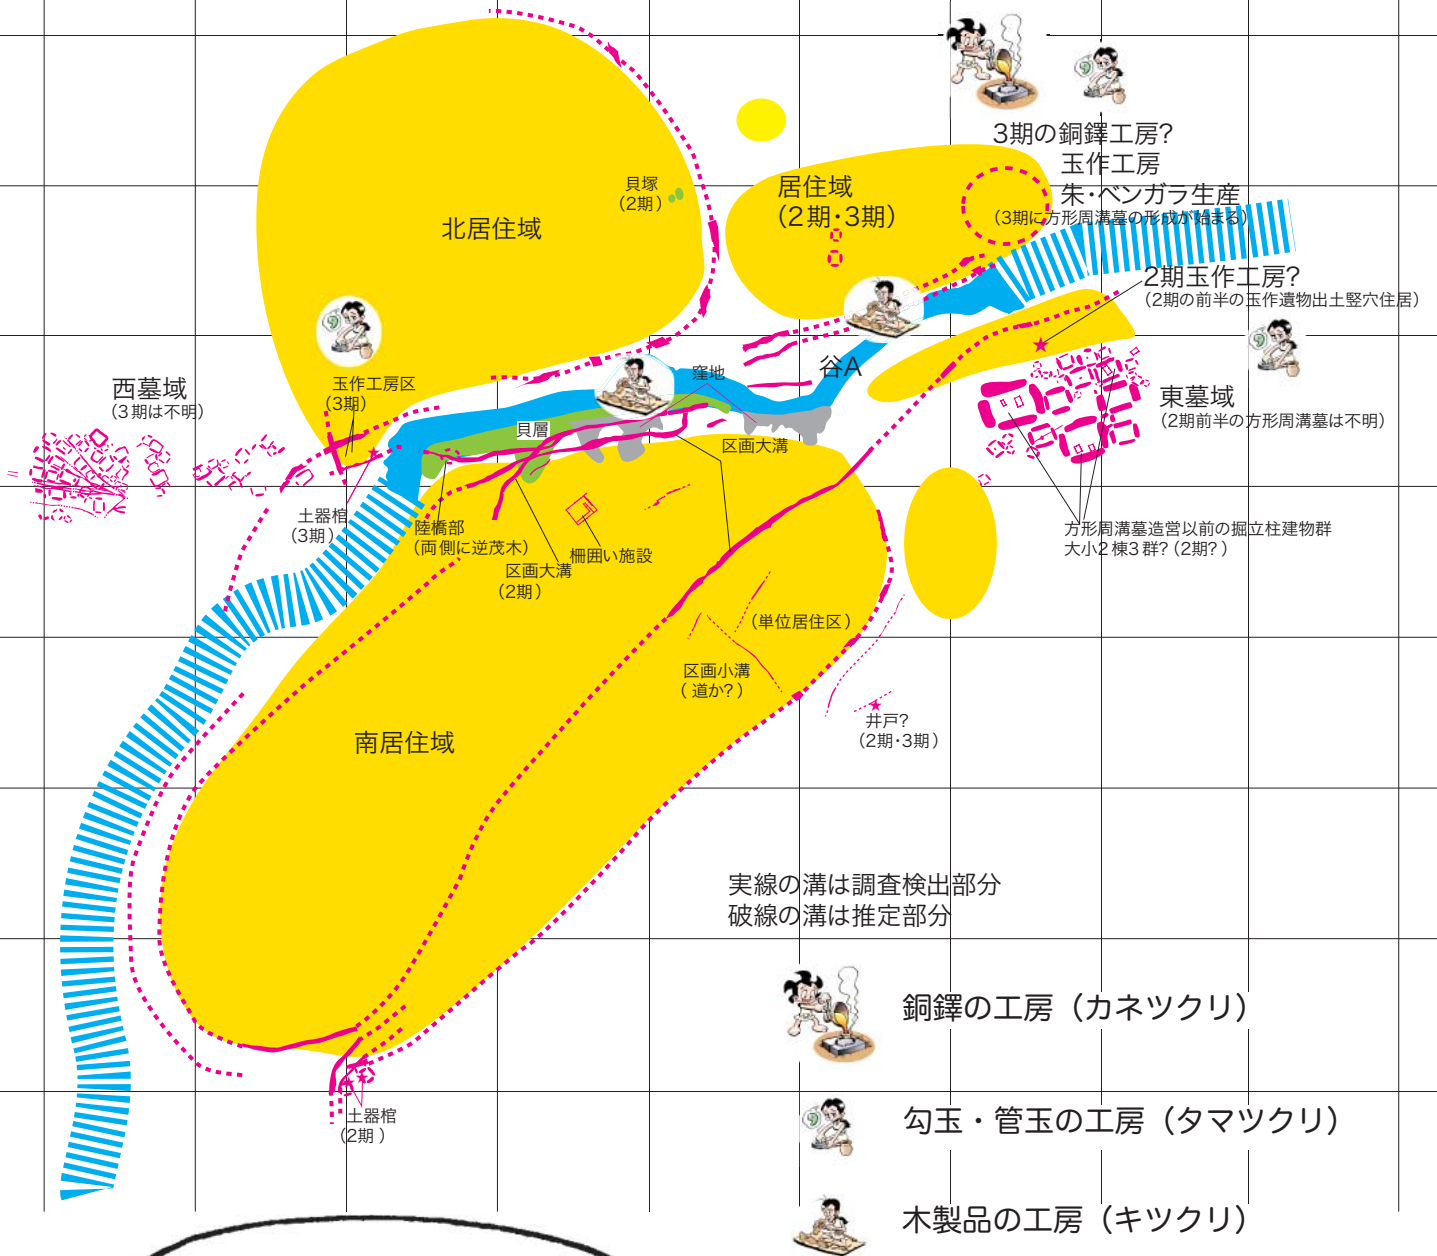 3期の銅鐸工房?
玉作工房
朱・ベンガラ生産
(3期に方形周溝墓の形成が始まる)
貝塚
(2期)
居住域
(2期・3期)
北居住域
2期玉作工房?
(2期の前半の玉作遺物出土竪穴住居)
谷A
窪地
西墓域
(3期は不明)
玉作工房区
(3期)
東墓域
(2期前半の方形周溝墓は不明)
貝層
区画大溝
土器棺
(3期)
陸橋部
(両側に逆茂木)
柵囲い施設
区画大溝
(2期)
方形周溝墓造営以前の掘立柱建物群
大小2棟3群?(2期?)
(単位居住区)
区画小溝
(道か?)
井戸?
(2期・3期)
南居住域
実線の溝は調査検出部分
破線の溝は推定部分
銅鐸の工房(カネツクリ)
土器棺
(2期)
勾玉・管玉の工房(タマツクリ)
木製品の工房(キツクリ)